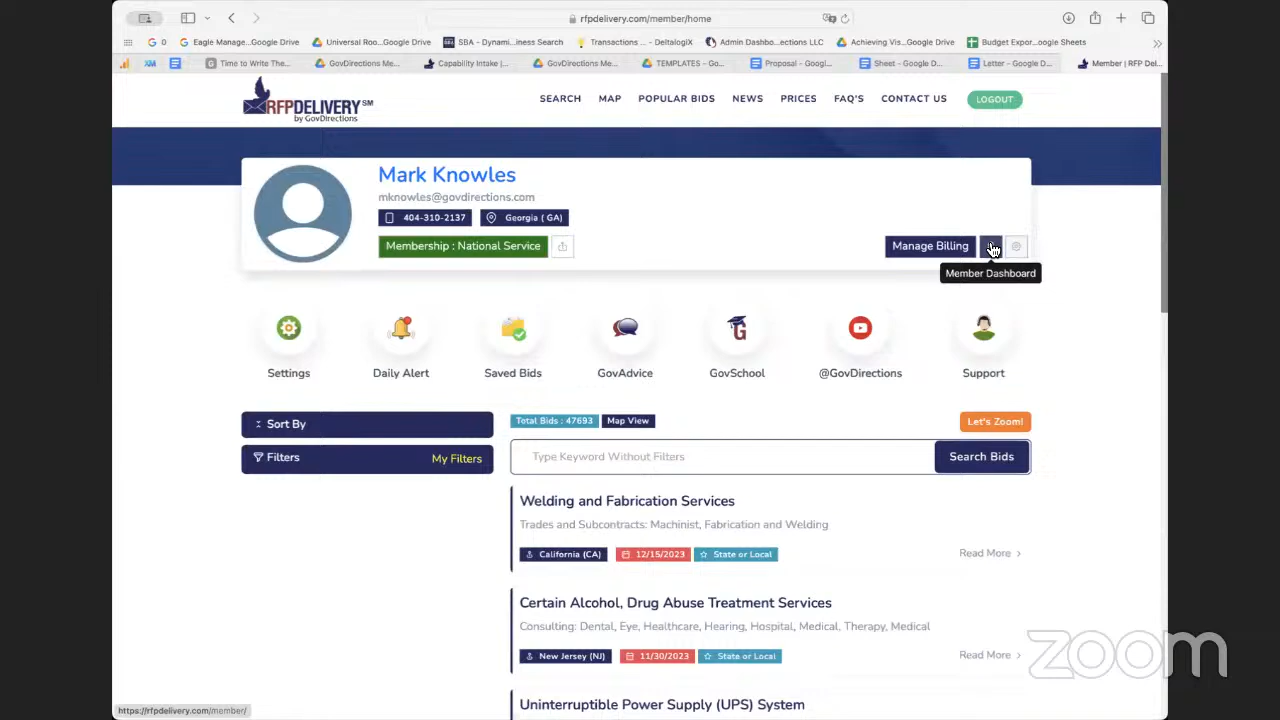 rfpdelivery.com/member/home
G 0
Eagle Manage...Google Drive
Universal Roo...Google Drive
SBA - Dynami...iness Search
Transactions ... - DeltalogiX
Admin Dashbo...ections LLC
Achieving Vis...Google Drive
Budget Expor...oogle Sheets
Time to Write The...
GovDirections Me...
Capability Intake |...
GovDirections Me...
TEMPLATES – Go...
Proposal – Googl...
Sheet – Google D...
Letter – Google D...
Member | RFP Del...
RFPDELIVERY SM
by GovDirections
SEARCH MAP POPULAR BIDS NEWS PRICES FAQ'S CONTACT US LOGOUT
Mark Knowles
mknowles@govdirections.com
404-310-2137 Georgia ( GA)
Membership : National Service
Manage Billing
Member Dashboard
Settings Daily Alert Saved Bids GovAdvice GovSchool @GovDirections Support
Sort By
Total Bids : 47693 Map View Let's Zoom!
Filters My Filters
Type Keyword Without Filters Search Bids
Welding and Fabrication Services
Trades and Subcontracts: Machinist, Fabrication and Welding
California (CA) 12/15/2023 State or Local Read More
Certain Alcohol, Drug Abuse Treatment Services
Consulting: Dental, Eye, Healthcare, Hearing, Hospital, Medical, Therapy, Medical
New Jersey (NJ) 11/30/2023 State or Local Read More
zoom
Uninterruptible Power Supply (UPS) System
https://rfpdelivery.com/member/